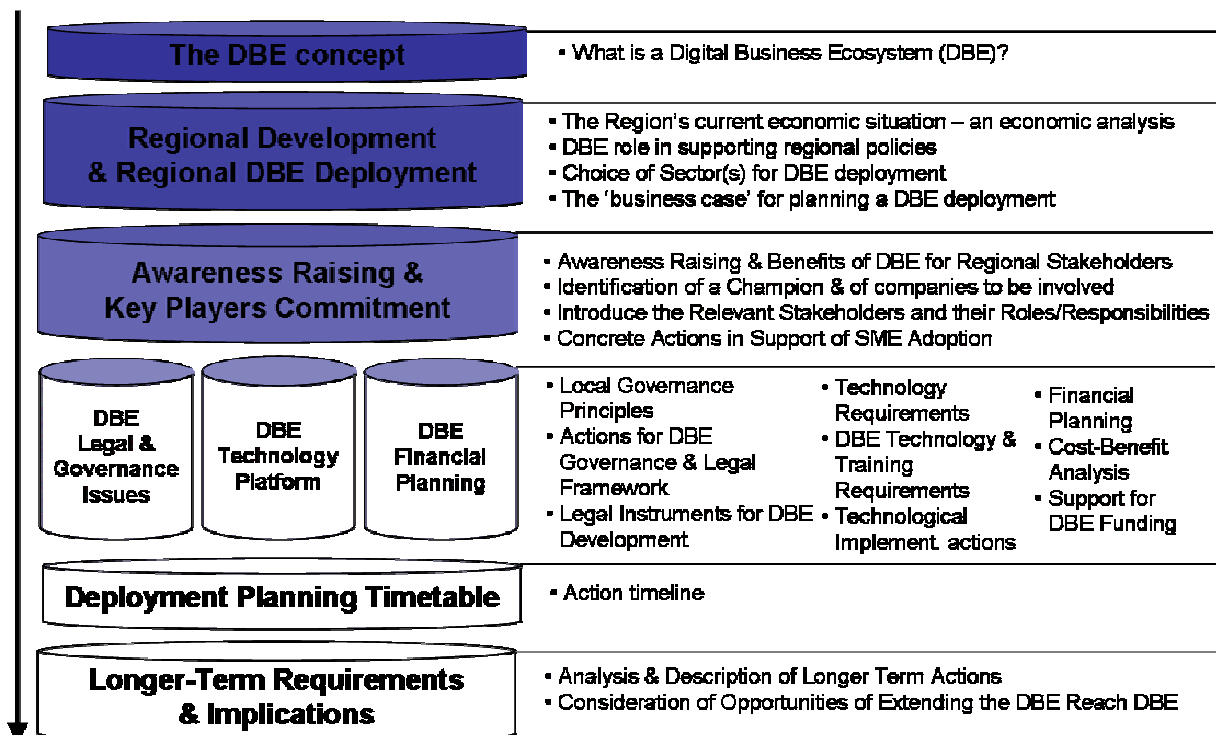 The DBE concept
▪ What is a Digital Business Ecosystem (DBE)?
Regional Development
& Regional DBE Deployment
▪ The Region's current economic situation – an economic analysis
▪ DBE role in supporting regional policies
▪ Choice of Sector(s) for DBE deployment
▪ The 'business case' for planning a DBE deployment
Awareness Raising &
Key Players Commitment
▪ Awareness Raising & Benefits of DBE for Regional Stakeholders
▪ Identification of a Champion & of companies to be involved
▪ Introduce the Relevant Stakeholders and their Roles/Responsibilities
▪ Concrete Actions in Support of SME Adoption
DBE
Legal &
Governance
Issues
DBE
Technology
Platform
DBE
Financial
Planning
▪ Local Governance
Principles
▪ Actions for DBE
Governance & Legal
Framework
▪ Legal Instruments for DBE
Development
▪ Technology
Requirements
▪ DBE Technology &
Training
Requirements
▪ Technological
Implement. actions
▪ Financial
Planning
▪ Cost-Benefit
Analysis
▪ Support for
DBE Funding
Deployment Planning Timetable
▪ Action timeline
Longer-Term Requirements
& Implications
▪ Analysis & Description of Longer Term Actions
▪ Consideration of Opportunities of Extending the DBE Reach DBE